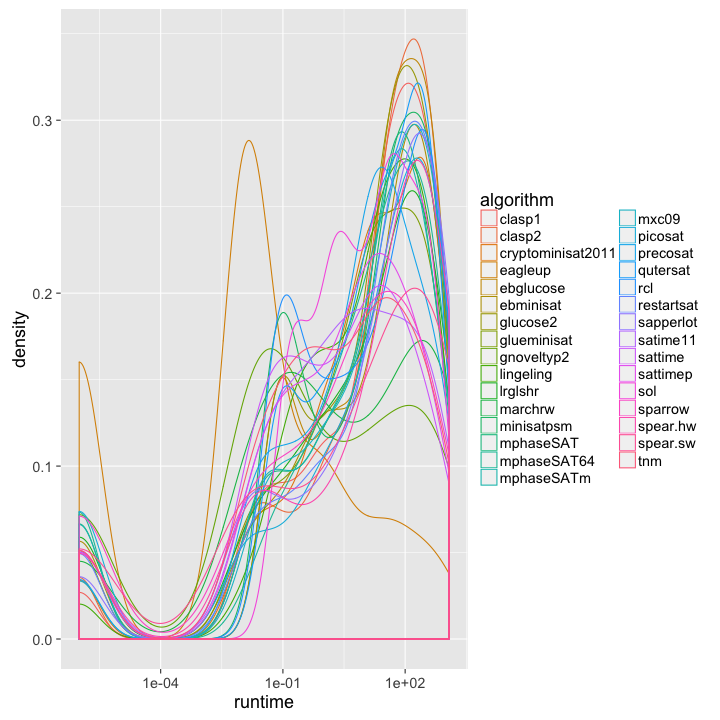 density
0.3
0.2
0.1
0.0
1e-04
1e-01
1e+02
runtime
algorithm
clasp1
clasp2
cryptominisat2011
eagleup
ebglucose
ebminisat
glucose2
glueminisat
gnoveltyp2
lingeling
lrglshr
marchrw
minisatpsm
mphaseSAT
mphaseSAT64
mphaseSATm
mxc09
picosat
precosat
qutersat
rcl
restartsat
sapperlot
satime11
sattime
sattimep
sol
sparrow
spear.hw
spear.sw
tnm